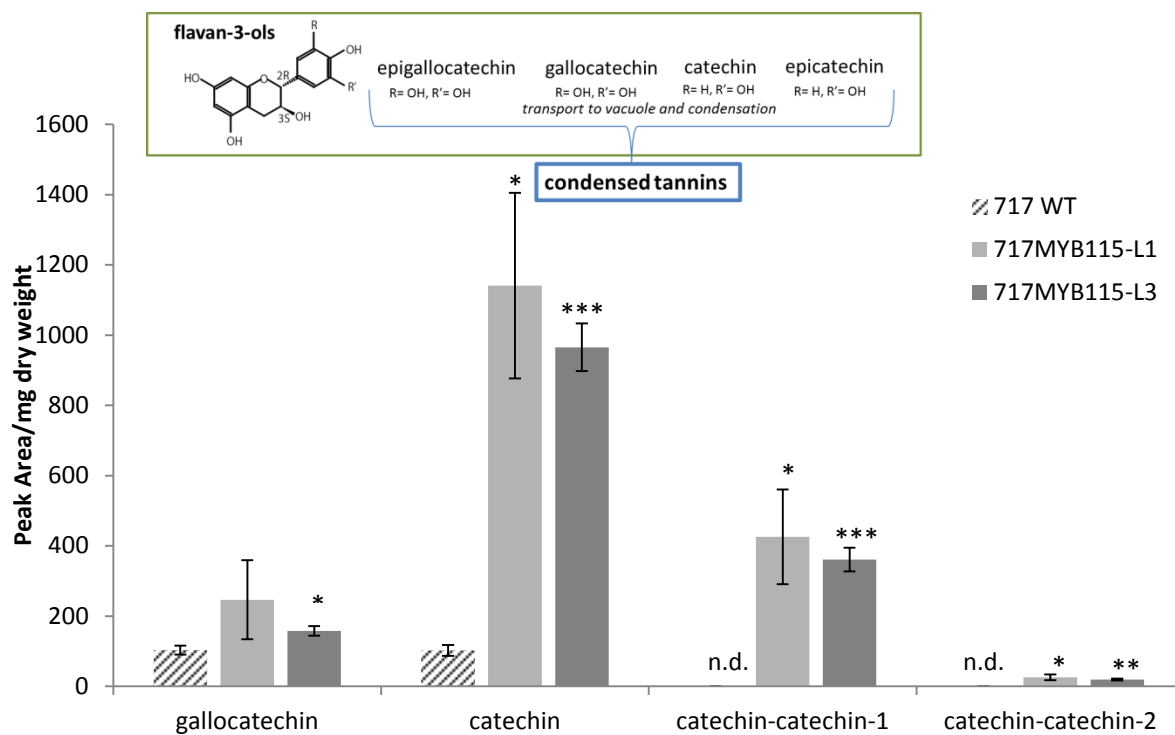 flavan-3-ols
R
OH
R'
HO
O
2R
3S
OH
OH
epigallocatechin gallocatechin catechin epicatechin
R= OH, R'= OH R= OH, R'= OH R= H, R'= OH R= H, R'= OH
transport to vacuole and condensation
condensed tannins
717 WT
717MYB115-L1
717MYB115-L3
Peak Area/mg dry weight
1600
1400
1200
1000
800
600
400
200
0
*
*
***
*
***
n.d.
n.d.
*
**
gallocatechin catechin catechin-catechin-1 catechin-catechin-2